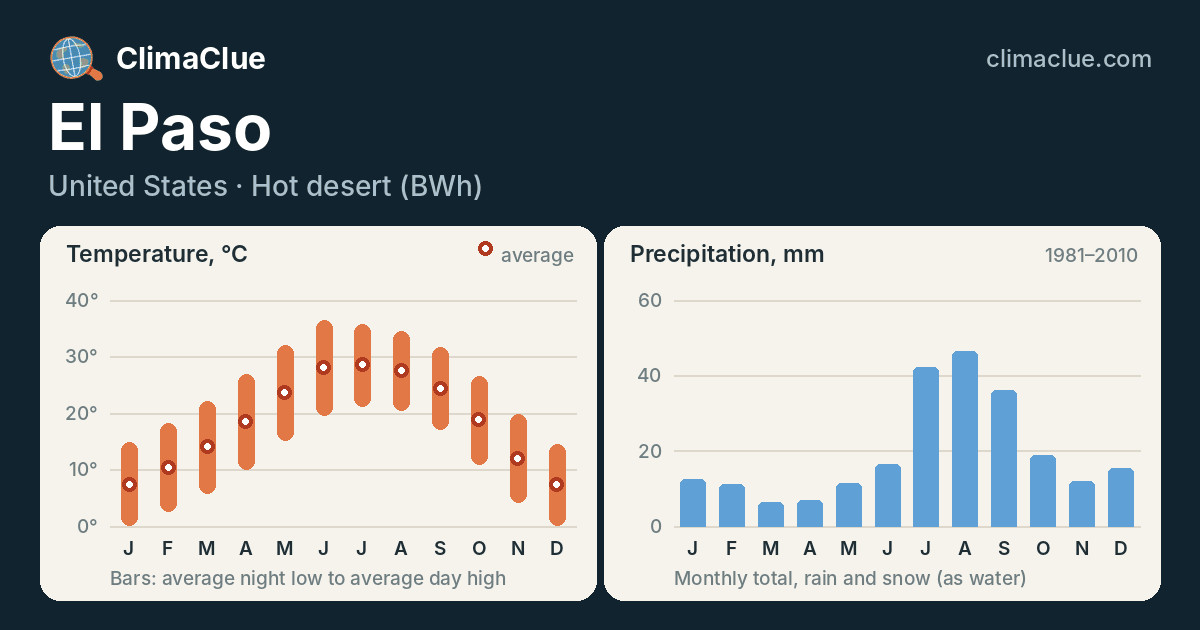 ClimaClue
climaclue.com
El Paso
United States · Hot desert (BWh)
Temperature, °C
average
40°
30°
20°
10°
0°
J F M A M J J A S O N D
Bars: average night low to average day high
Precipitation, mm
1981–2010
60
40
20
0
J F M A M J J A S O N D
Monthly total, rain and snow (as water)